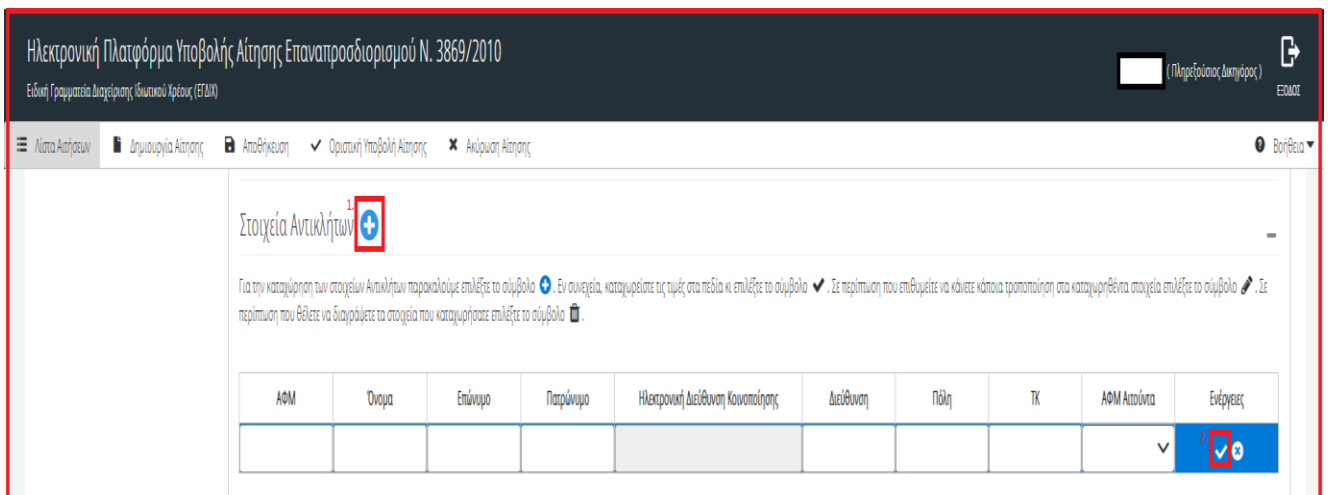 Ηλεκτρονική Πλατφόρμα Υποβολής Αίτησης Επαναπροσδιορισμού Ν. 3869/2010
Ειδική Γραμματεία Διαχείρισης Ιδιωτικού Χρέους (ΕΓΔΙΧ)
( Πληρεξούσιος Δικηγόρος )
ΕΞΟΔΟΣ
Λίστα Αιτήσεων Δημιουργία Αίτησης Αποθήκευση Οριστική Υποβολή Αίτησης Ακύρωση Αίτησης Βοήθεια
1.
Στοιχεία Αντικλήτων
Για την καταχώρηση των στοιχείων Αντικλήτων παρακαλούμε επιλέξτε το σύμβολο . Εν συνεχεία, καταχωρείστε τις τιμές στα πεδία κι επιλέξτε το σύμβολο . Σε περίπτωση που επιθυμείτε να κάνετε κάποια τροποποίηση στα καταχωρηθέντα στοιχεία επιλέξτε το σύμβολο . Σε
περίπτωση που θέλετε να διαγράψετε τα στοιχεία που καταχωρήσατε επιλέξτε το σύμβολο .
ΑΦΜ Όνομα Επώνυμο Πατρώνυμο Ηλεκτρονική Διεύθυνση Κοινοποίησης Διεύθυνση Πόλη ΤΚ ΑΦΜ Αιτούντα Ενέργειες
2.